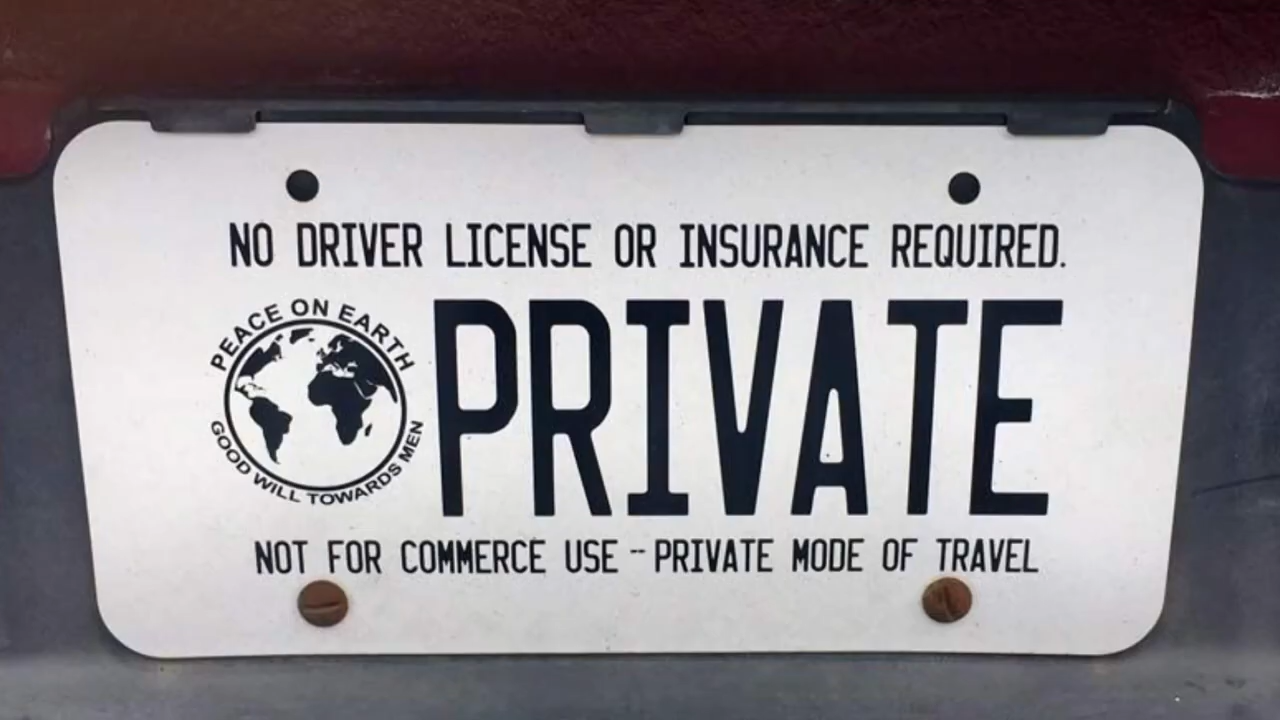 NO DRIVER LICENSE OR INSURANCE REQUIRED.
PEACE ON EARTH
GOOD WILL TOWARDS MEN
PRIVATE
NOT FOR COMMERCE USE -- PRIVATE MODE OF TRAVEL